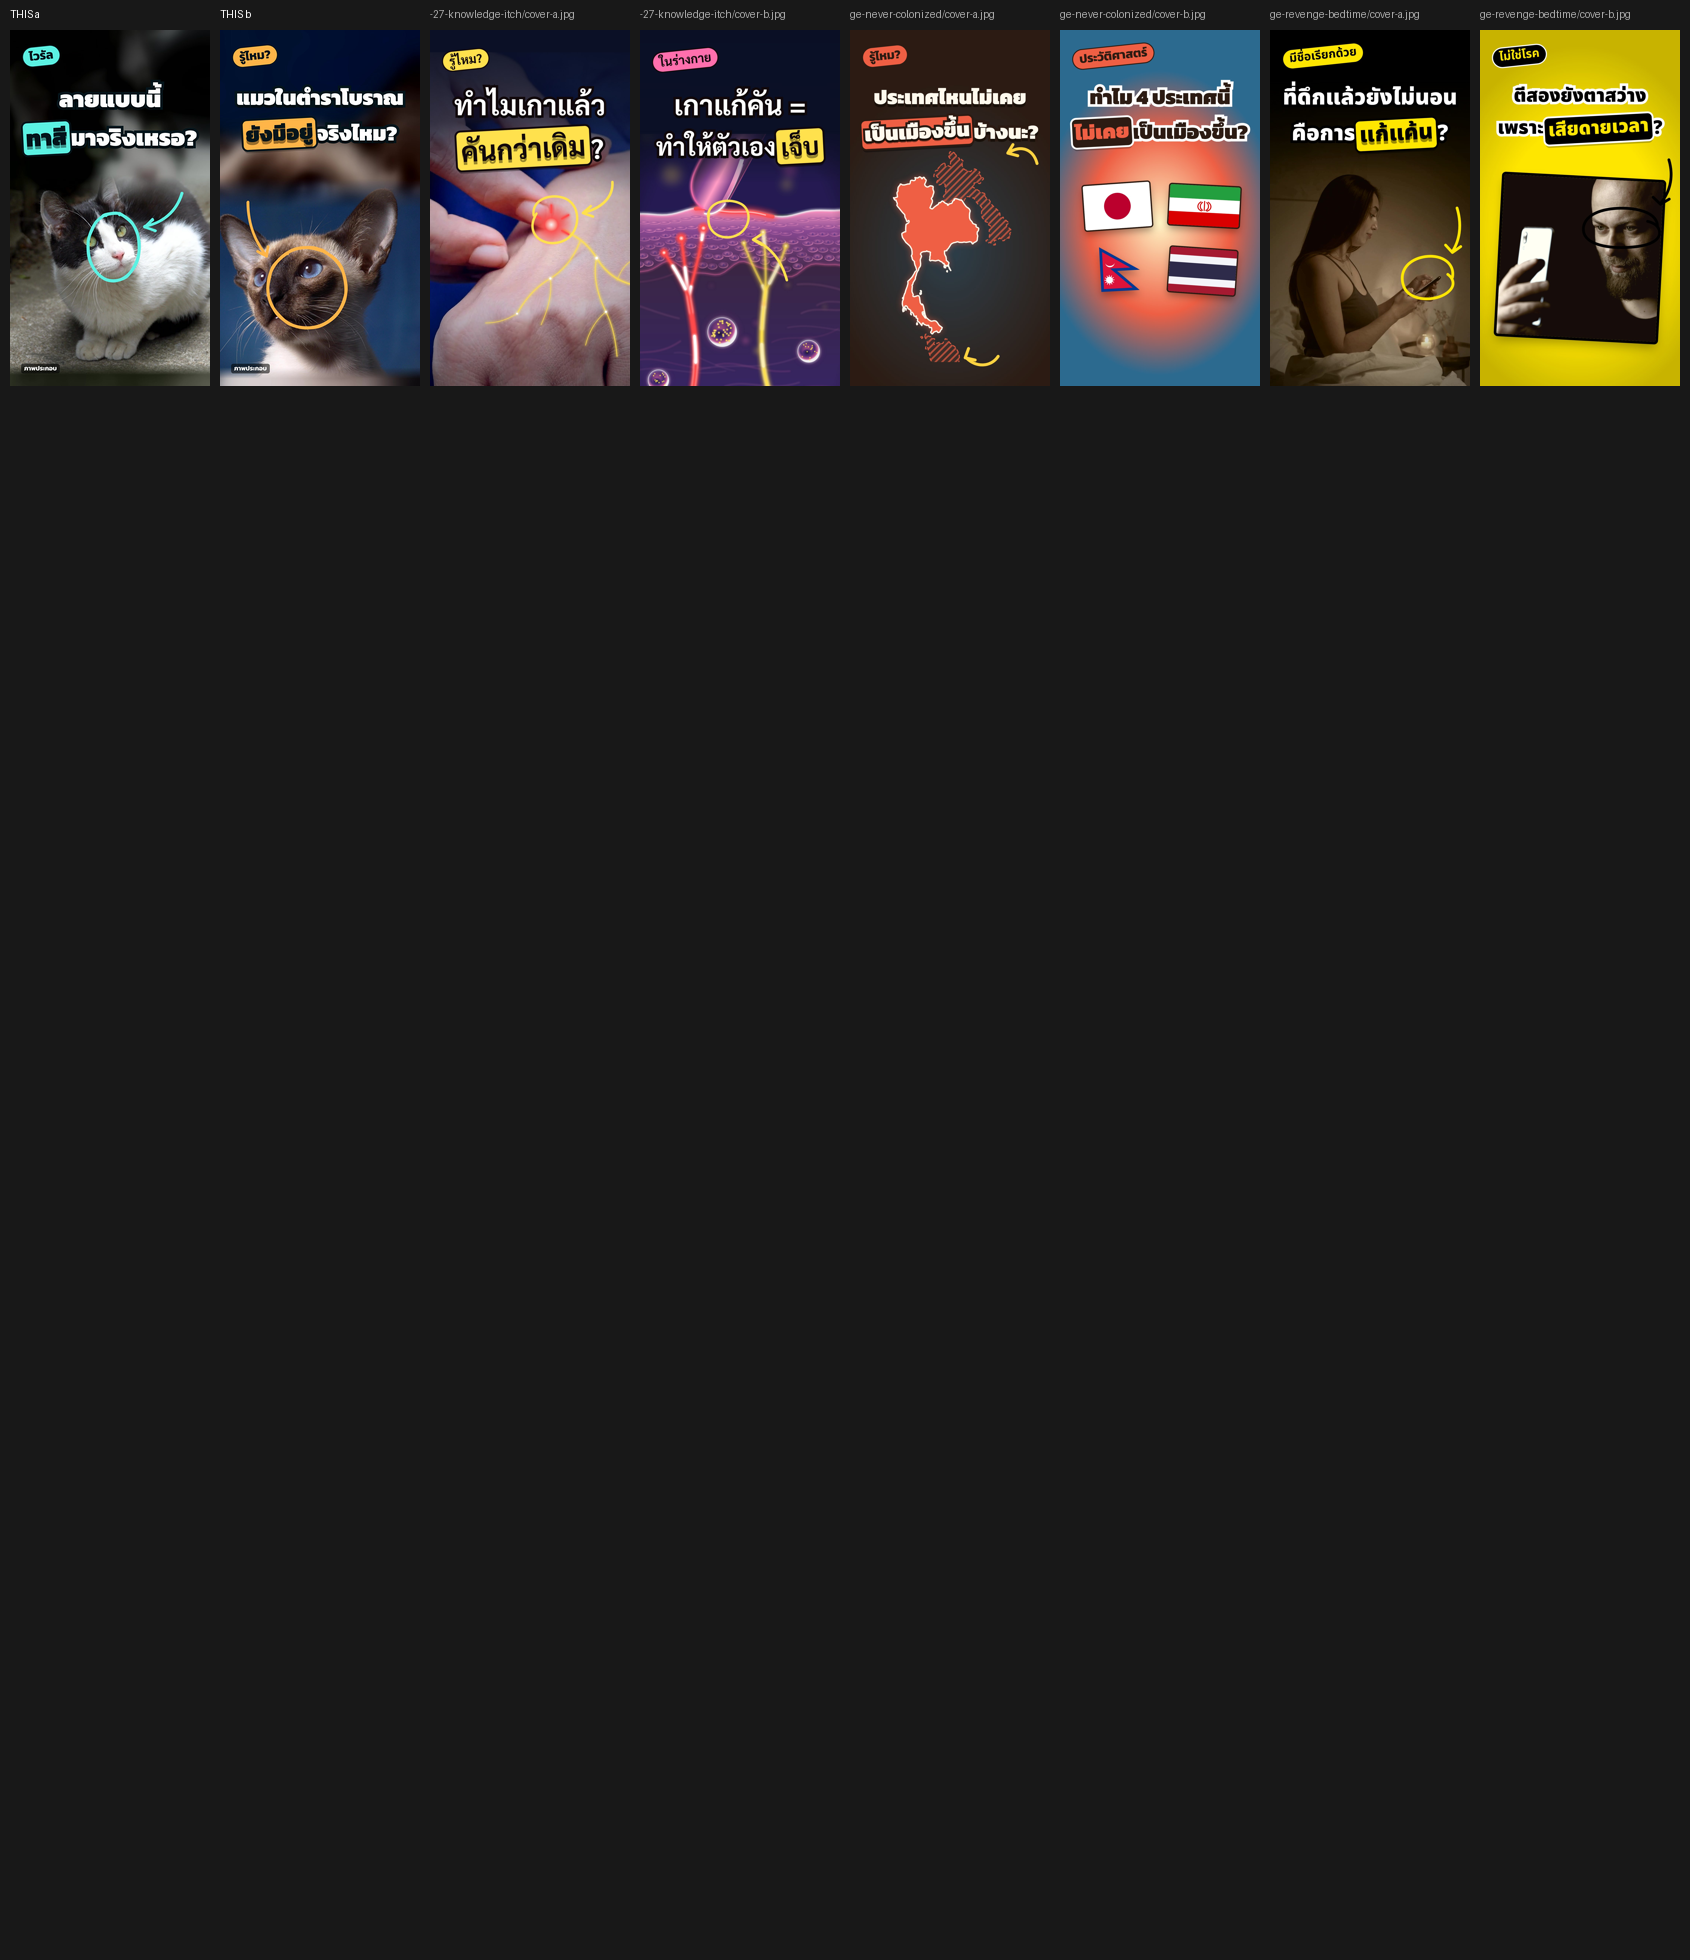 THIS a
ไวรัล
ลายแบบนี้
ทาสีมาจริงเหรอ?
ภาพประกอบ
THIS b
รู้ไหม?
แมวในตำราโบราณ
ยังมีอยู่จริงไหม?
ภาพประกอบ
-27-knowledge-itch/cover-a.jpg
รู้ไหม?
ทำไมเกาแล้ว
คันกว่าเดิม?
-27-knowledge-itch/cover-b.jpg
ในร่างกาย
เกาแก้คัน =
ทำให้ตัวเองเจ็บ
ge-never-colonized/cover-a.jpg
รู้ไหม?
ประเทศไหนไม่เคย
เป็นเมืองขึ้นบ้างนะ?
ge-never-colonized/cover-b.jpg
ประวัติศาสตร์
ทำไม 4 ประเทศนี้
ไม่เคยเป็นเมืองขึ้น?
ge-revenge-bedtime/cover-a.jpg
มีชื่อเรียกด้วย
ที่ดึกแล้วยังไม่นอน
คือการแก้แค้น?
ge-revenge-bedtime/cover-b.jpg
ไม่ใช่โรค
ตีสองยังตาสว่าง
เพราะเสียดายเวลา?